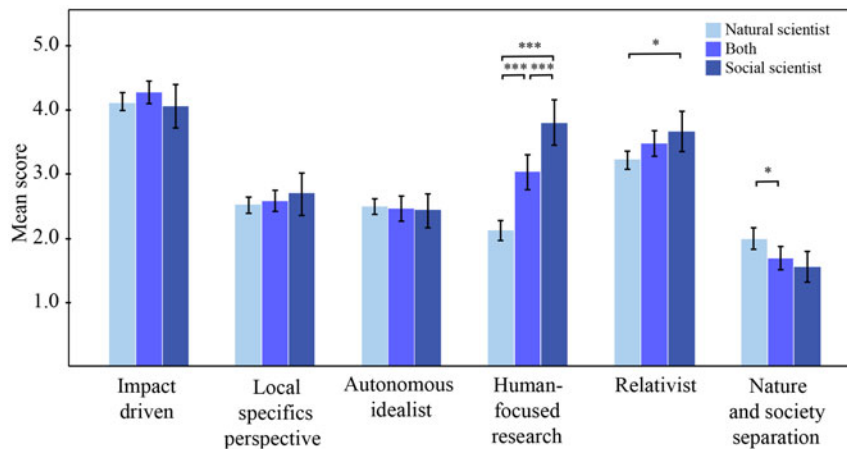 5.0
4.0
3.0
2.0
1.0
Mean score
Natural scientist
Both
Social scientist
***
*** ***
*
*
Impact
driven
Local
specifics
perspective
Autonomous
idealist
Human-
focused
research
Relativist
Nature
and society
separation